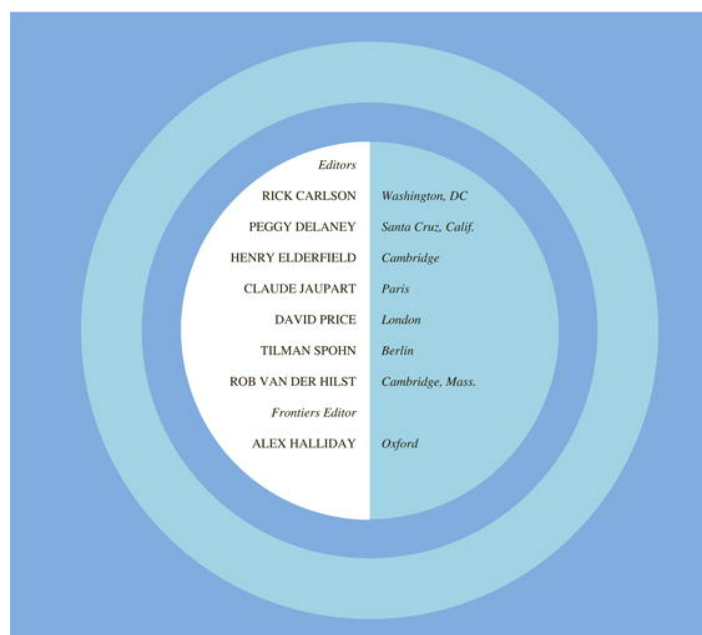 Editors
RICK CARLSON Washington, DC
PEGGY DELANEY Santa Cruz, Calif.
HENRY ELDERFIELD Cambridge
CLAUDE JAUPART Paris
DAVID PRICE London
TILMAN SPOHN Berlin
ROB VAN DER HILST Cambridge, Mass.
Frontiers Editor
ALEX HALLIDAY Oxford